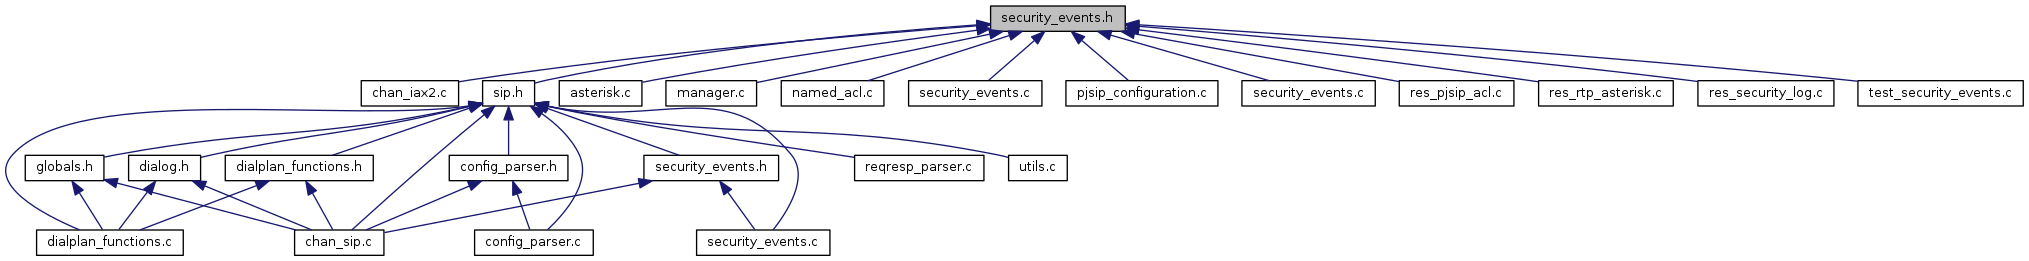 security_events.h
chan_iax2.c
sip.h
asterisk.c
manager.c
named_acl.c
security_events.c
pjsip_configuration.c
security_events.c
res_pjsip_acl.c
res_rtp_asterisk.c
res_security_log.c
test_security_events.c
globals.h
dialog.h
dialplan_functions.h
config_parser.h
security_events.h
reqresp_parser.c
utils.c
dialplan_functions.c
chan_sip.c
config_parser.c
security_events.c